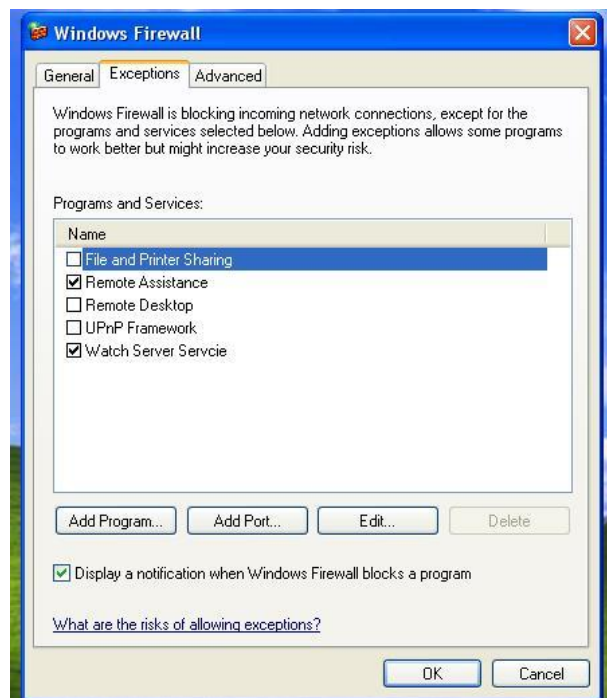 Windows Firewall
General Exceptions Advanced
Windows Firewall is blocking incoming network connections, except for the
programs and services selected below. Adding exceptions allows some programs
to work better but might increase your security risk.
Programs and Services:
Name
File and Printer Sharing
Remote Assistance
Remote Desktop
UPnP Framework
Watch Server Servcie
Add Program... Add Port... Edit... Delete
Display a notification when Windows Firewall blocks a program
What are the risks of allowing exceptions?
OK Cancel